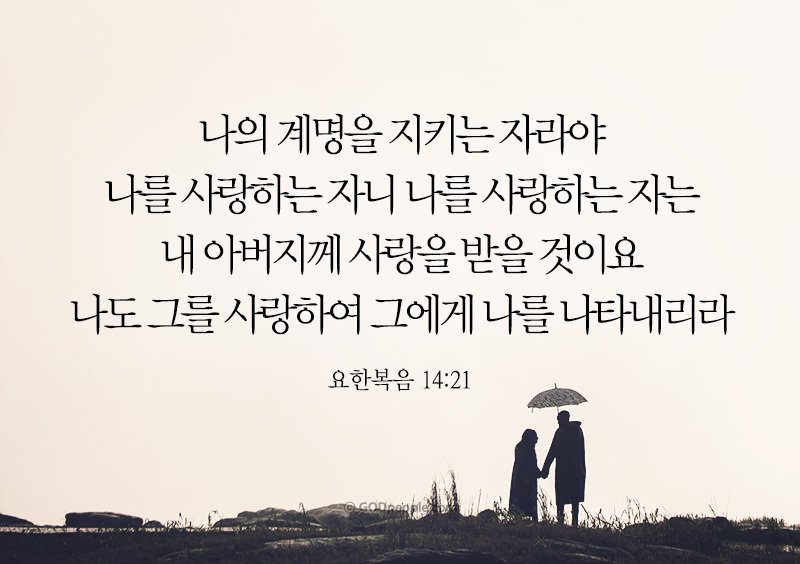 나의 계명을 지키는 자라야
나를 사랑하는 자니 나를 사랑하는 자는
내 아버지께 사랑을 받을 것이요
나도 그를 사랑하여 그에게 나를 나타내리라
요한복음 14:21